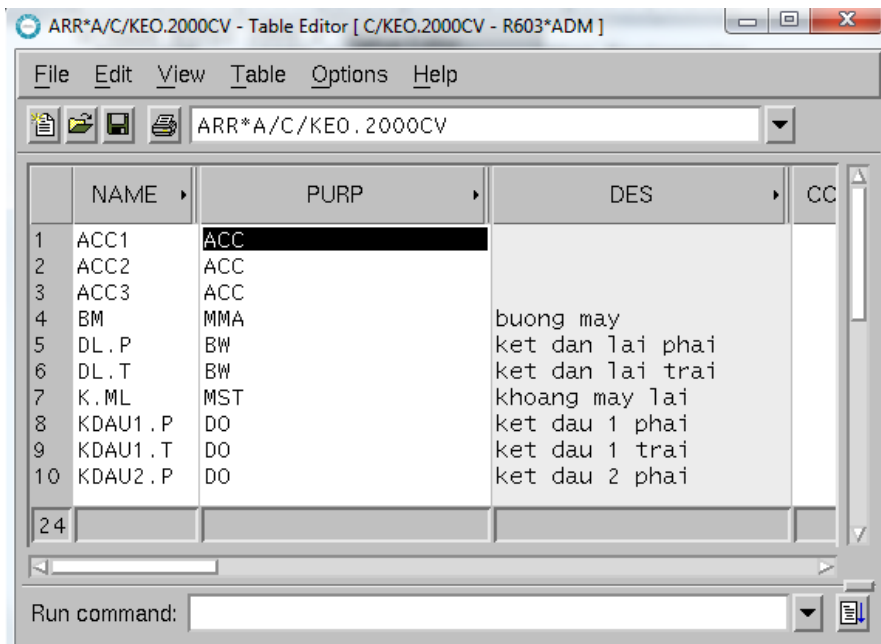 ARR*A/C/KEO.2000CV - Table Editor [ C/KEO.2000CV - R603*ADM ]
File Edit View Table Options Help
ARR*A/C/KEO.2000CV
NAME PURP DES CC
1 ACC1 ACC
2 ACC2 ACC
3 ACC3 ACC
4 BM MMA buong may
5 DL.P BW ket dan lai phai
6 DL.T BW ket dan lai trai
7 K.ML MST khoang may lai
8 KDAU1.P DO ket dau 1 phai
9 KDAU1.T DO ket dau 1 trai
10 KDAU2.P DO ket dau 2 phai
24
Run command: